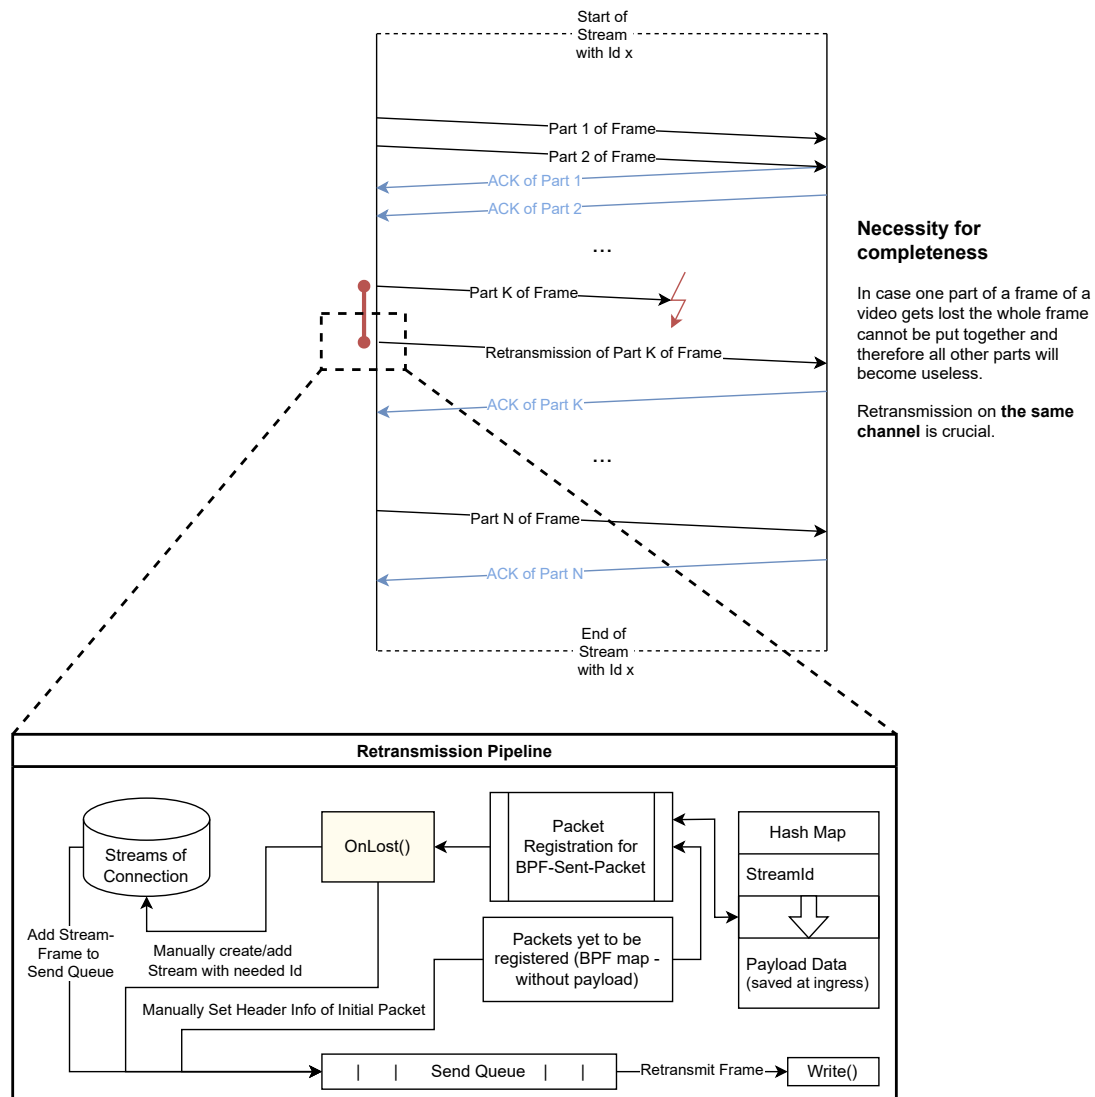 Start of
Stream
with Id x
Part 1 of Frame
Part 2 of Frame
ACK of Part 1
ACK of Part 2
...
Part K of Frame
Retransmission of Part K of Frame
ACK of Part K
...
Part N of Frame
ACK of Part N
End of
Stream
with Id x
Necessity for
completeness
In case one part of a frame of a
video gets lost the whole frame
cannot be put together and
therefore all other parts will
become useless.
Retransmission on the same
channel is crucial.
Retransmission Pipeline
Streams of
Connection
OnLost()
Packet
Registration for
BPF-Sent-Packet
Hash Map
StreamId
Payload Data
(saved at ingress)
Add Stream-
Frame to
Send Queue
Manually create/add
Stream with needed Id
Packets yet to be
registered (BPF map -
without payload)
Manually Set Header Info of Initial Packet
| | Send Queue | |
Retransmit Frame
Write()